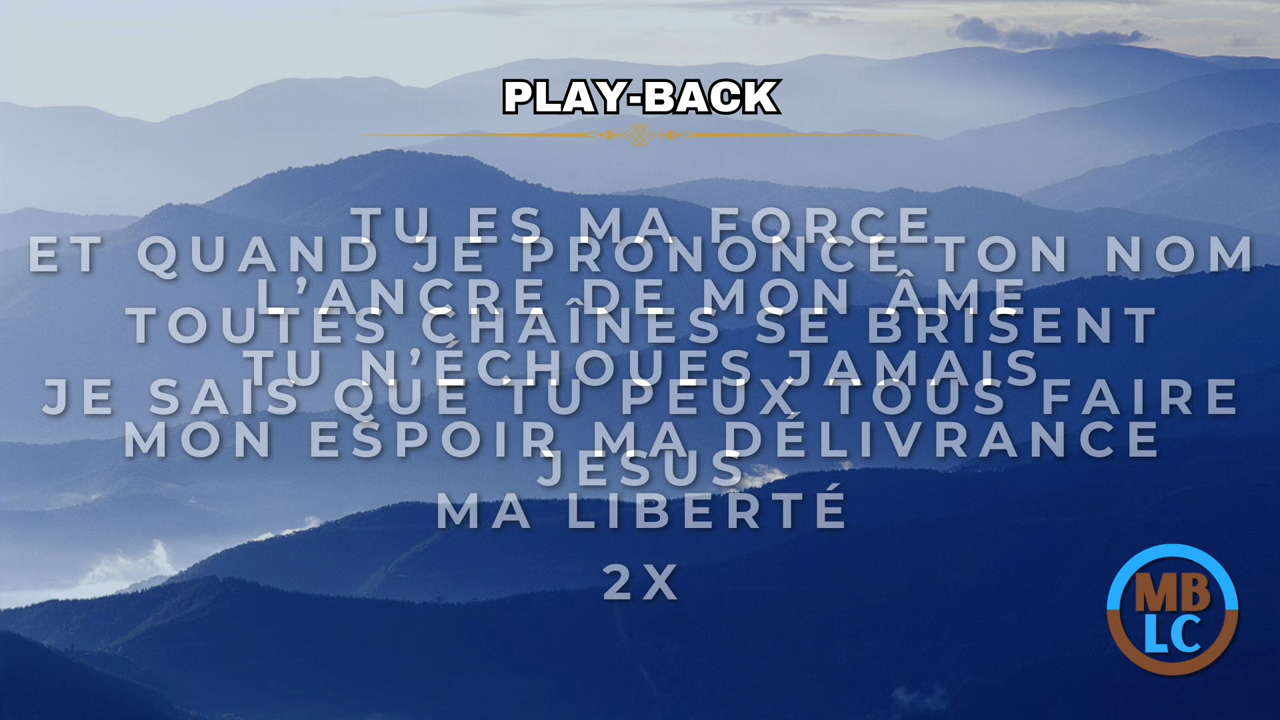 PLAY-BACK
TU ES MA FORCE
ET QUAND JE PRONONCE TON NOM
L'ANCRE DE MON ÂME
TOUTES CHAÎNES SE BRISENT
TU N'ÉCHOUES JAMAIS
JE SAIS QUE TU PEUX TOUS FAIRE
MON ESPOIR MA DÉLIVRANCE
JESUS
MA LIBERTÉ
2X
MB
LC